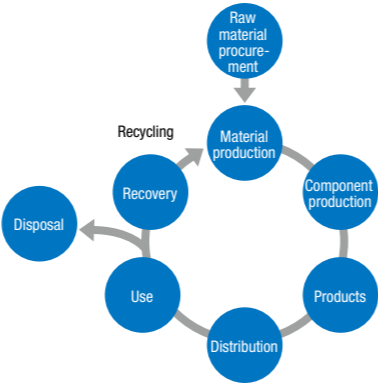 Raw
material
procure-
ment
Recycling
Material
production
Recovery
Component
production
Disposal
Use
Products
Distribution